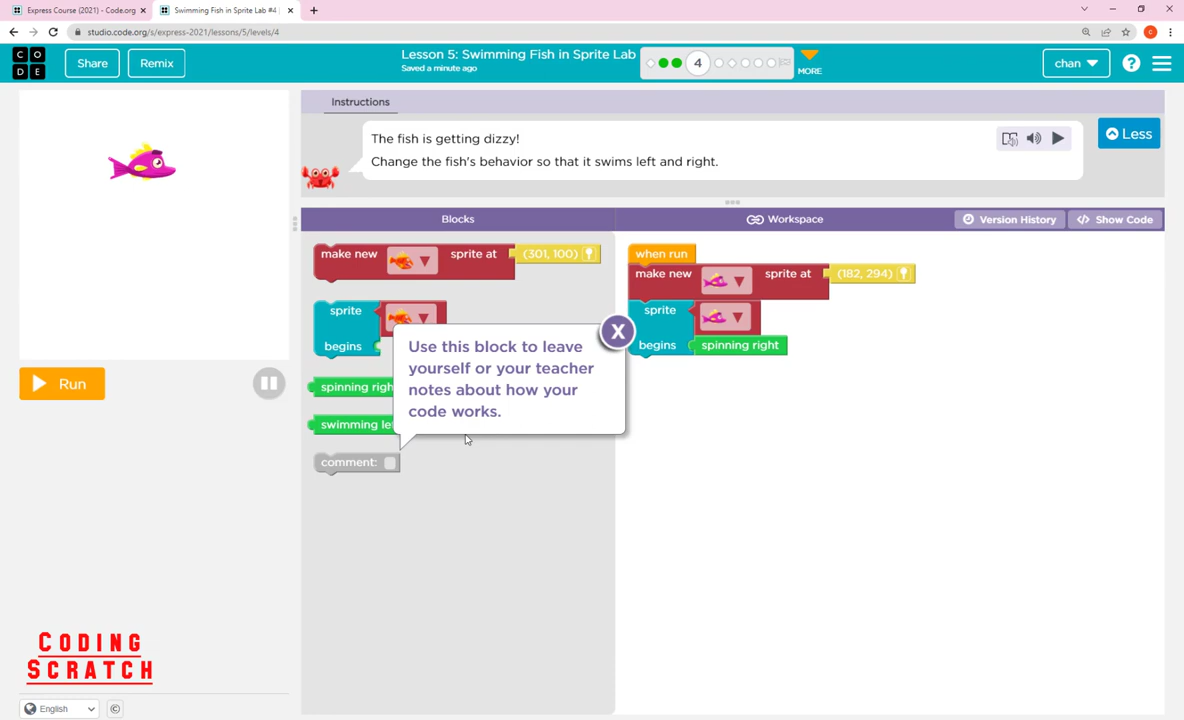 Express Course (2021) - Code.org
Swimming Fish in Sprite Lab #4
studio.code.org/s/express-2021/lessons/5/levels/4
C O
D E
Share
Remix
Lesson 5: Swimming Fish in Sprite Lab
Saved a minute ago
4
MORE
chan
?
Instructions
The fish is getting dizzy!
Change the fish's behavior so that it swims left and right.
Less
Blocks
Workspace
Version History
</> Show Code
make new
sprite at
(301, 100)
sprite
begins
spinning righ
swimming le
comment:
Use this block to leave
yourself or your teacher
notes about how your
code works.
X
when run
make new
sprite at
(182, 294)
sprite
begins
spinning right
Run
CODING
SCRATCH
English
©